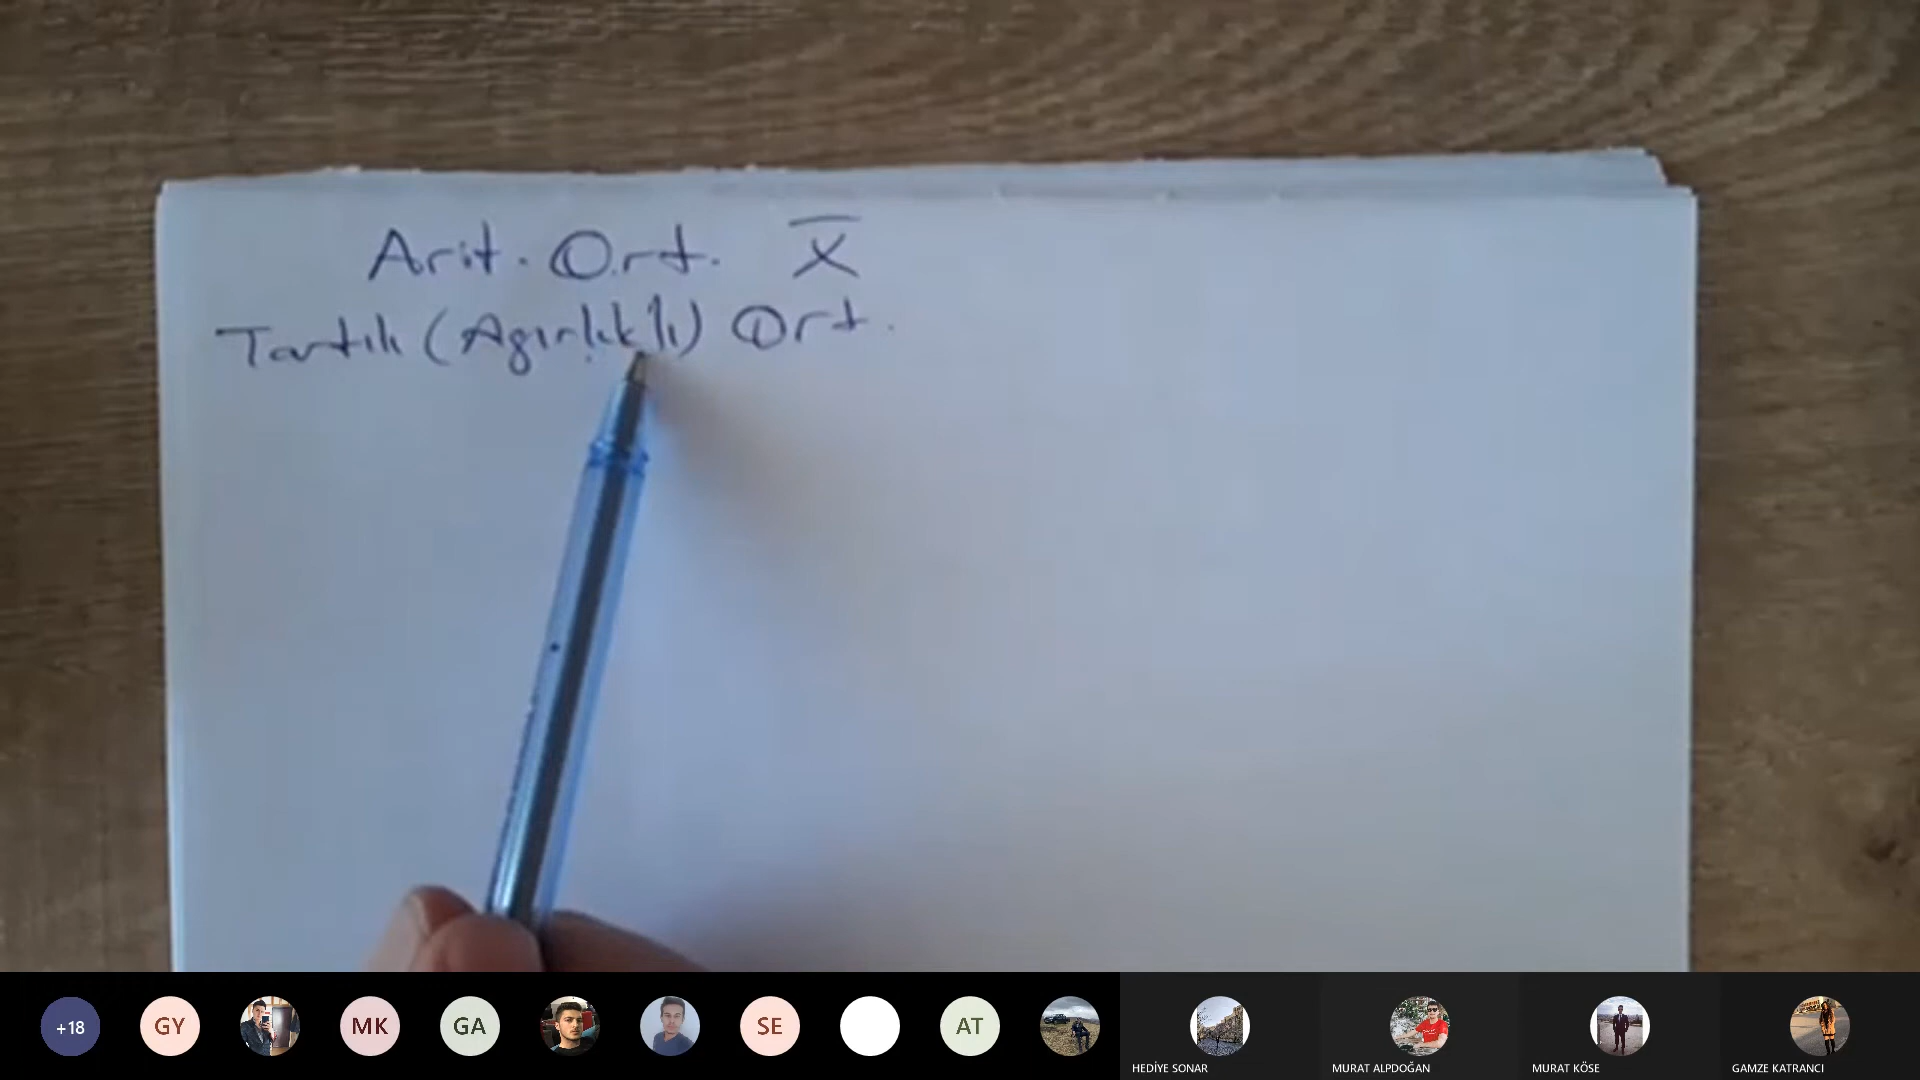 Arit. Ort. X̅
Tartılı (Ağırlıklı) Ort.
+18
GY
MK
GA
SE
AT
HEDİYE SONAR
MURAT ALPDOĞAN
MURAT KÖSE
GAMZE KATRANCI